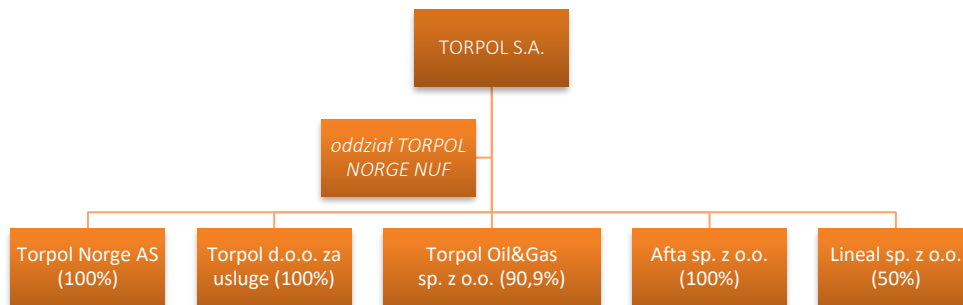 TORPOL S.A.
oddział TORPOL
NORGE NUF
Torpol Norge AS
(100%)
Torpol d.o.o. za
usluge (100%)
Torpol Oil&Gas
sp. z o.o. (90,9%)
Afta sp. z o.o.
(100%)
Lineal sp. z o.o.
(50%)